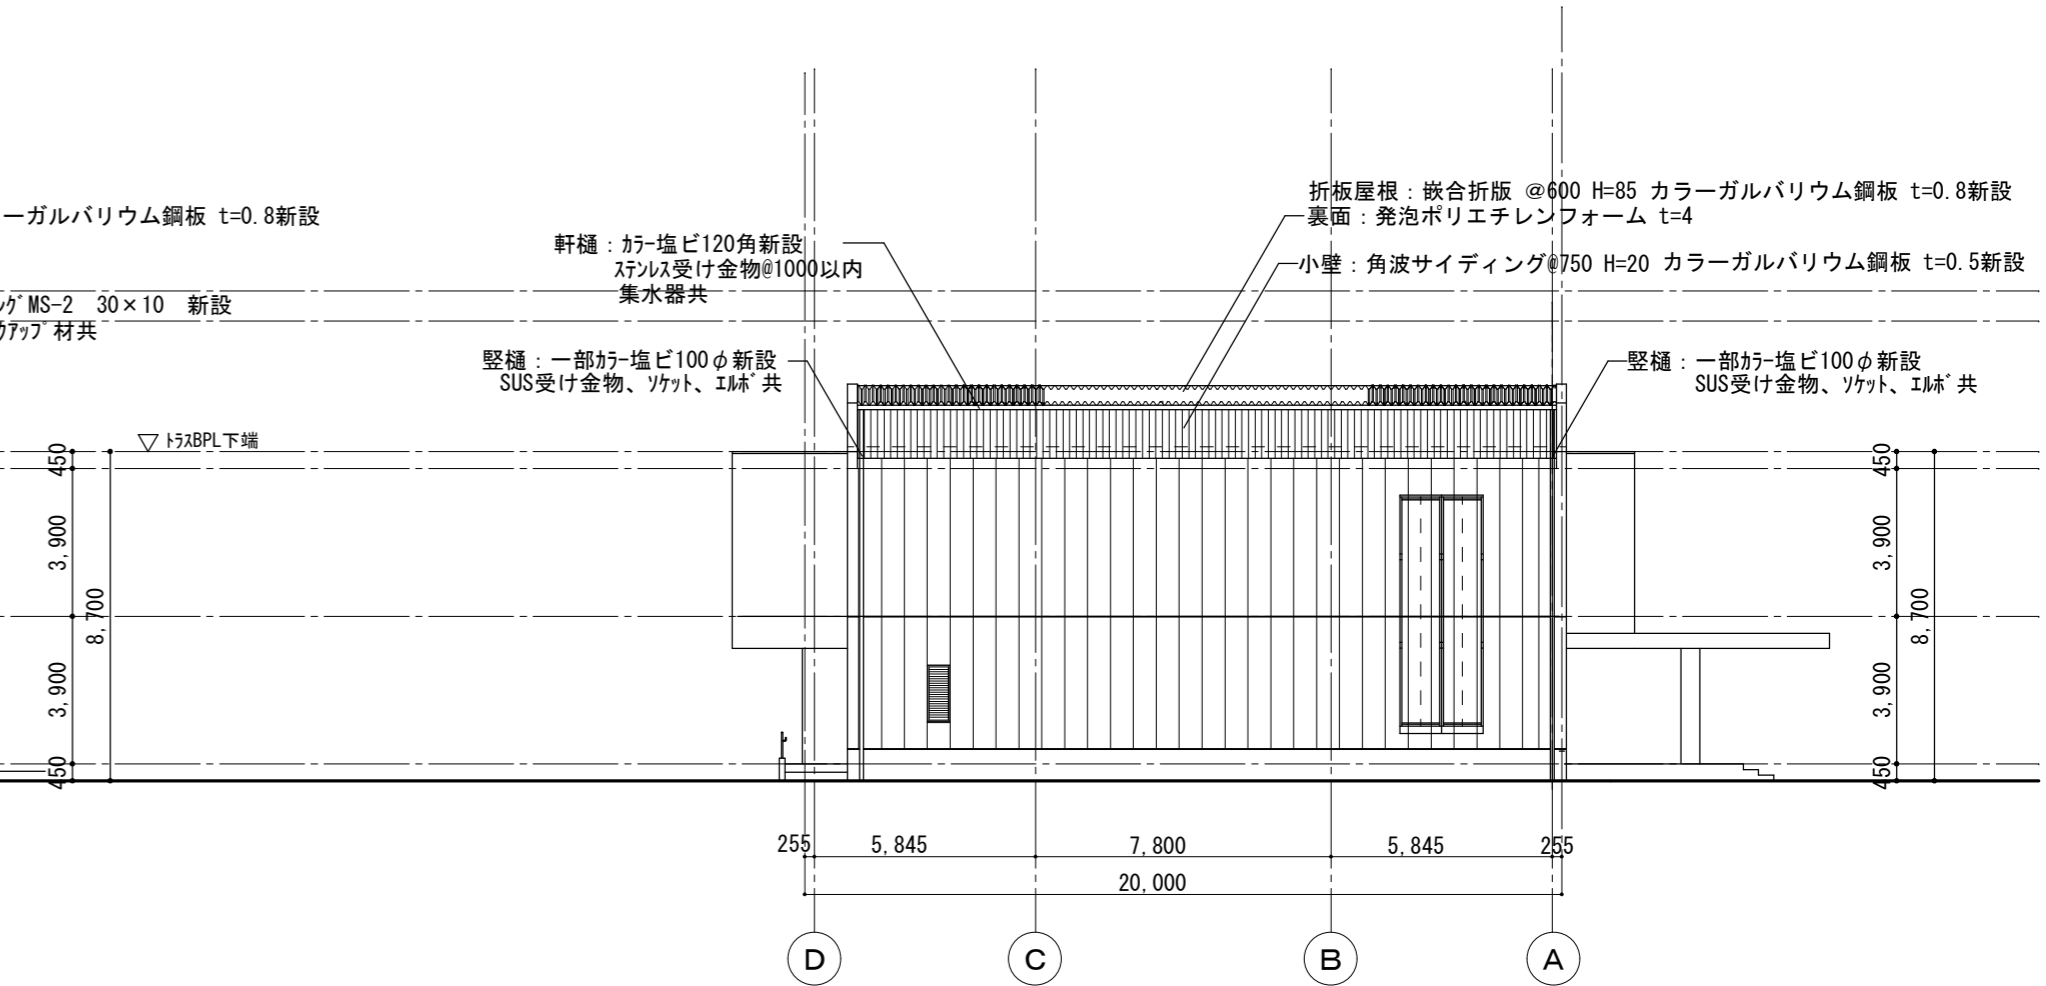 折板屋根：嵌合折版 @600 H=85 カラーガルバリウム鋼板 t=0.8新設
裏面：発泡ポリエチレンフォーム t=4
ーガルバリウム鋼板 t=0.8新設
軒樋：ｶﾗｰ塩ビ120角新設
ｽﾃﾝﾚｽ受け金物@1000以内
集水器共
小壁：角波サイディング@750 H=20 カラーガルバリウム鋼板 t=0.5新設
ﾝｸﾞMS-2 30×10 新設
ｸｱｯﾌﾟ材共
竪樋：一部ｶﾗｰ塩ビ100φ新設
SUS受け金物、ｿｹｯﾄ、ｴﾙﾎﾞ共
竪樋：一部ｶﾗｰ塩ビ100φ新設
SUS受け金物、ｿｹｯﾄ、ｴﾙﾎﾞ共
▽ ﾄﾗｽBPL下端
450
3,900
8,700
3,900
450
450
3,900
8,700
3,900
450
255 5,845 7,800 5,845 255
20,000
D C B A